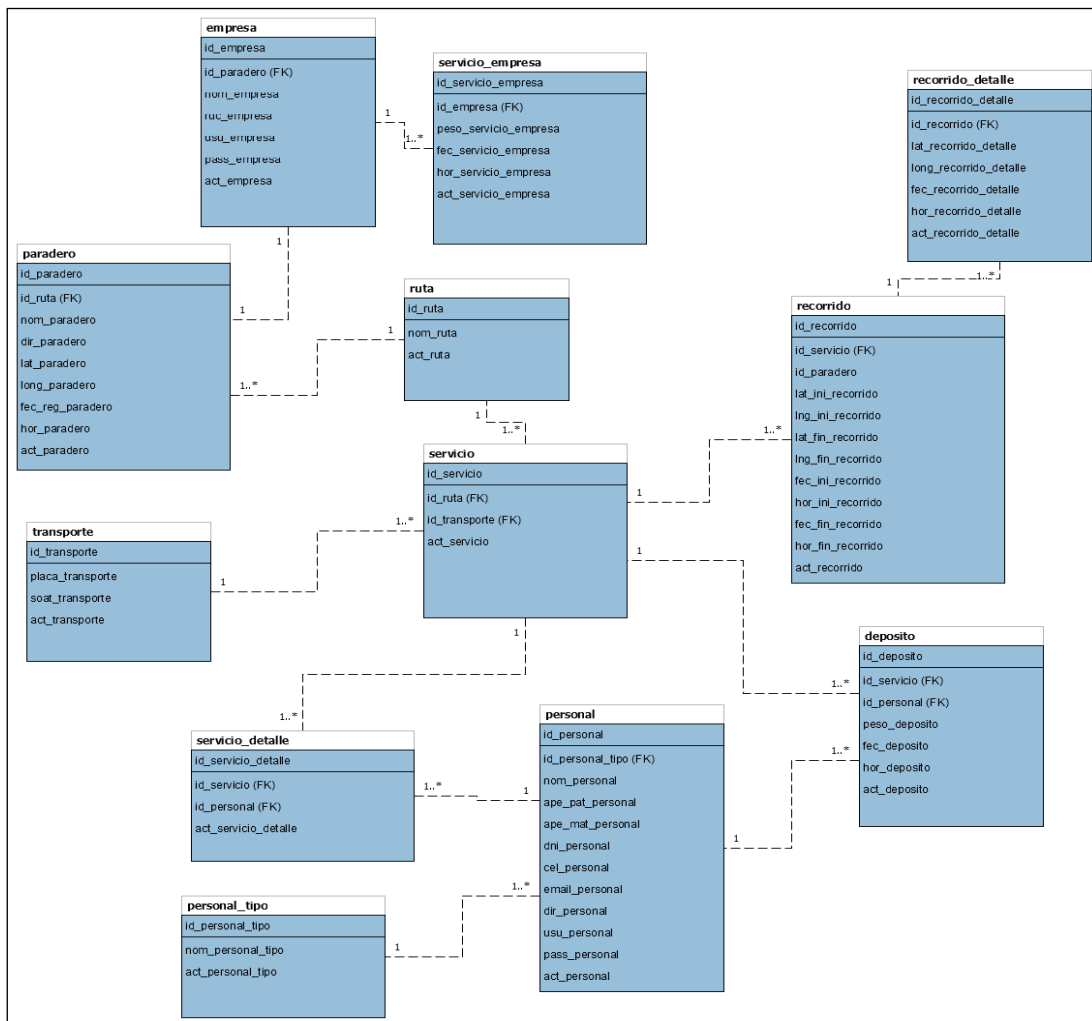 empresa
id_empresa
id_paradero (FK)
nom_empresa
ruc_empresa
usu_empresa
pass_empresa
act_empresa
servicio_empresa
id_servicio_empresa
id_empresa (FK)
peso_servicio_empresa
fec_servicio_empresa
hor_servicio_empresa
act_servicio_empresa
1
1..*
recorrido_detalle
id_recorrido_detalle
id_recorrido (FK)
lat_recorrido_detalle
long_recorrido_detalle
fec_recorrido_detalle
hor_recorrido_detalle
act_recorrido_detalle
1
1..*
1
1
paradero
id_paradero
id_ruta (FK)
nom_paradero
dir_paradero
lat_paradero
long_paradero
fec_reg_paradero
hor_paradero
act_paradero
ruta
id_ruta
nom_ruta
act_ruta
1
1..*
1
1..*
recorrido
id_recorrido
id_servicio (FK)
id_paradero
lat_ini_recorrido
lng_ini_recorrido
lat_fin_recorrido
lng_fin_recorrido
fec_ini_recorrido
hor_ini_recorrido
fec_fin_recorrido
hor_fin_recorrido
act_recorrido
1..*
1
servicio
id_servicio
id_ruta (FK)
id_transporte (FK)
act_servicio
1..*
1
transporte
id_transporte
placa_transporte
soat_transporte
act_transporte
1
1..*
1
1..*
deposito
id_deposito
id_servicio (FK)
id_personal (FK)
peso_deposito
fec_deposito
hor_deposito
act_deposito
1..*
1
servicio_detalle
id_servicio_detalle
id_servicio (FK)
id_personal (FK)
act_servicio_detalle
1..*
1
personal
id_personal
id_personal_tipo (FK)
nom_personal
ape_pat_personal
ape_mat_personal
dni_personal
cel_personal
email_personal
dir_personal
usu_personal
pass_personal
act_personal
1..*
1
personal_tipo
id_personal_tipo
nom_personal_tipo
act_personal_tipo